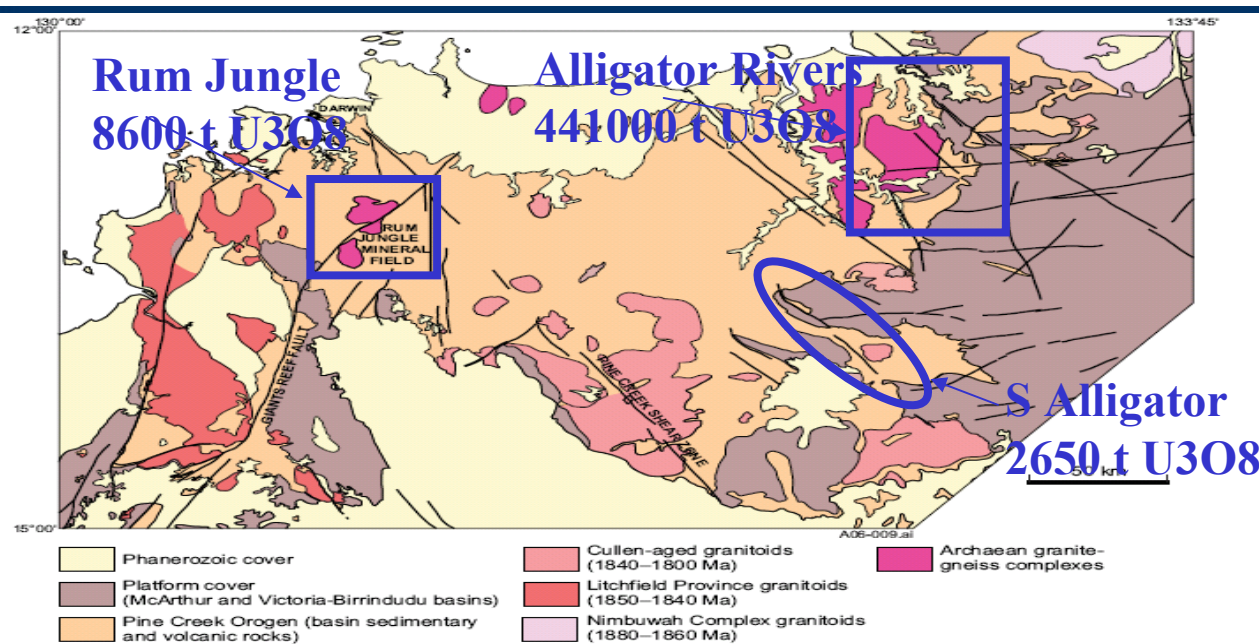 130°00'
12°00'
133°45'
Rum Jungle
8600 t U3O8
Alligator Rivers
441000 t U3O8
DARWIN
RUM
JUNGLE
MINERAL
FIELD
GIANTS REEF FAULT
PINE CREEK SHEAR ZONE
S Alligator
2650 t U3O8
50 km
15°00'
A06-009.ai
Phanerozoic cover
Platform cover
(McArthur and Victoria-Birrindudu basins)
Pine Creek Orogen (basin sedimentary
and volcanic rocks)
Cullen-aged granitoids
(1840–1800 Ma)
Litchfield Province granitoids
(1850–1840 Ma)
Nimbuwah Complex granitoids
(1880–1860 Ma)
Archaean granite-
gneiss complexes